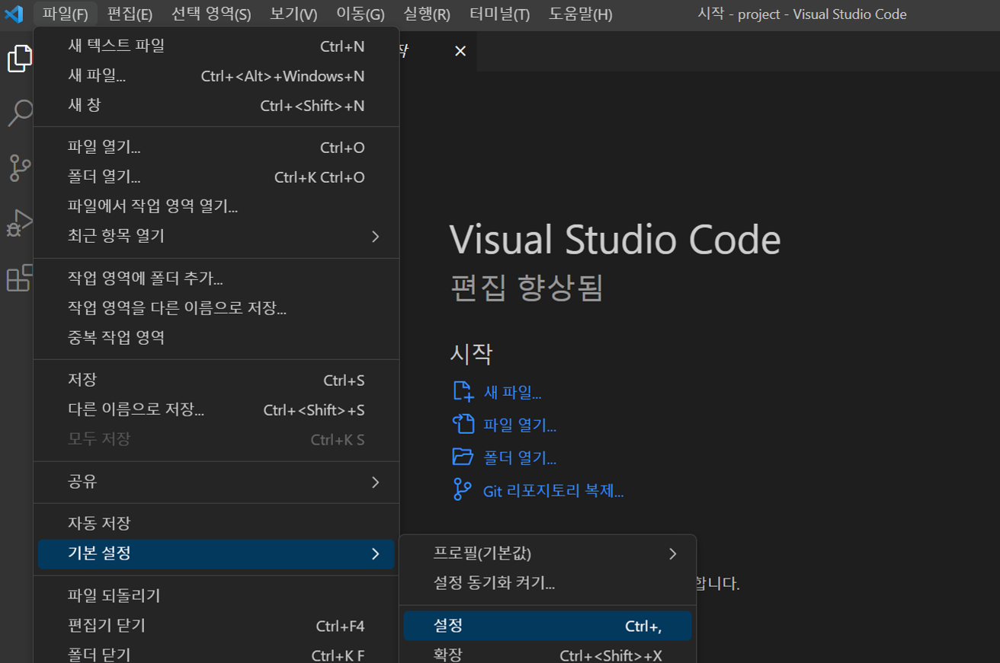 파일(F) 편집(E) 선택 영역(S) 보기(V) 이동(G) 실행(R) 터미널(T) 도움말(H) 시작 - project - Visual Studio Code
새 텍스트 파일 Ctrl+N
새 파일... Ctrl+<Alt>+Windows+N
새 창 Ctrl+<Shift>+N
파일 열기... Ctrl+O
폴더 열기... Ctrl+K Ctrl+O
파일에서 작업 영역 열기...
최근 항목 열기
작업 영역에 폴더 추가...
작업 영역을 다른 이름으로 저장...
중복 작업 영역
저장 Ctrl+S
다른 이름으로 저장... Ctrl+<Shift>+S
모두 저장 Ctrl+K S
공유
자동 저장
기본 설정
파일 되돌리기
편집기 닫기 Ctrl+F4
폴더 닫기 Ctrl+K F
Visual Studio Code
편집 향상됨
시작
새 파일...
파일 열기...
폴더 열기...
Git 리포지토리 복제...
프로필(기본값)
설정 동기화 켜기...
합니다.
설정 Ctrl+,
확장 Ctrl+<Shift>+X